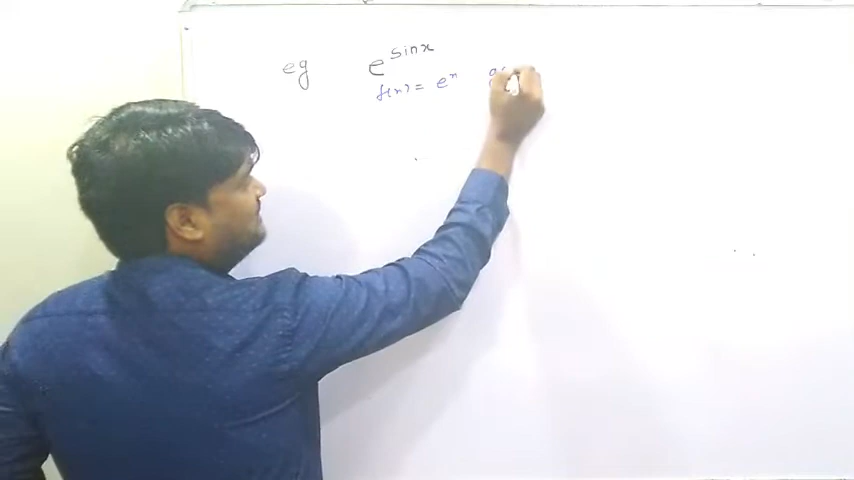 eg e^sinx
f(x) = e^x g(